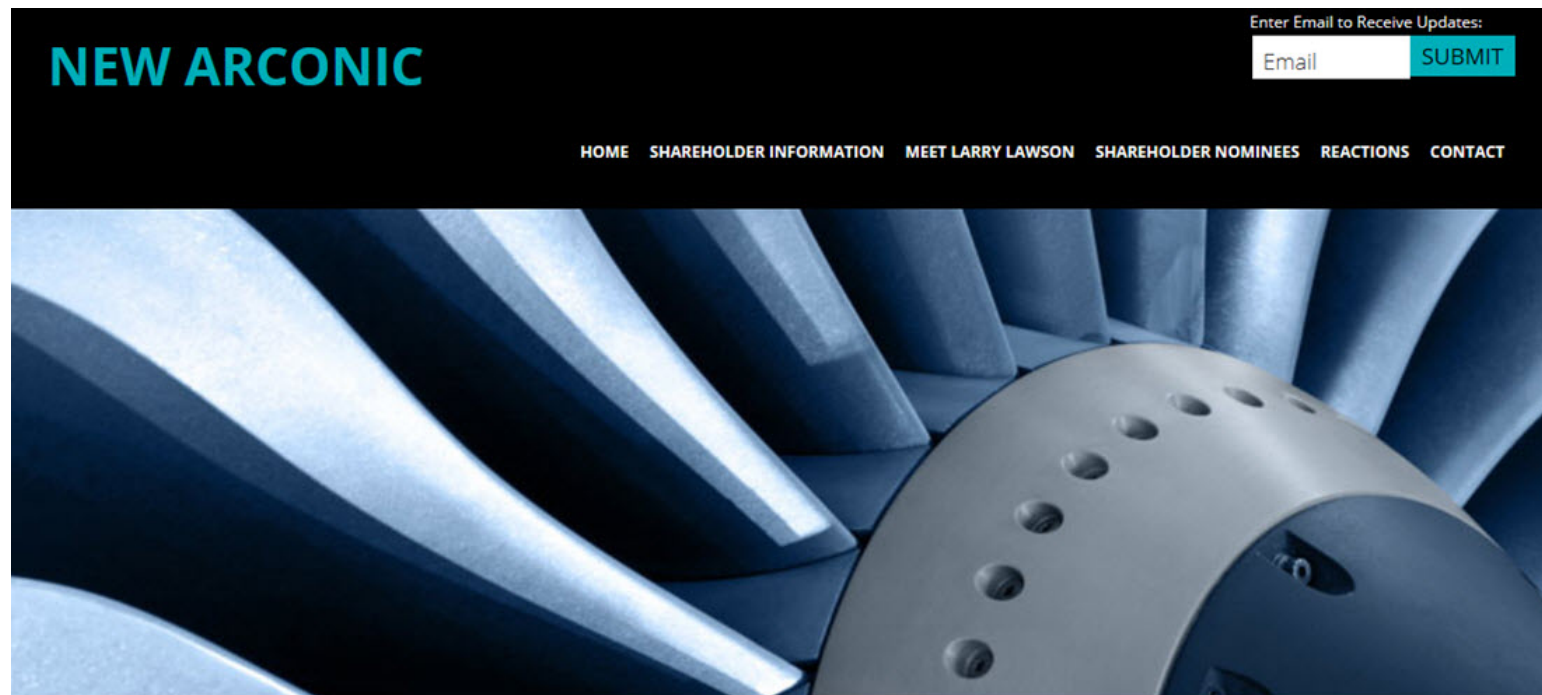 Enter Email to Receive Updates:
NEW ARCONIC
Email
SUBMIT
HOME SHAREHOLDER INFORMATION MEET LARRY LAWSON SHAREHOLDER NOMINEES REACTIONS CONTACT